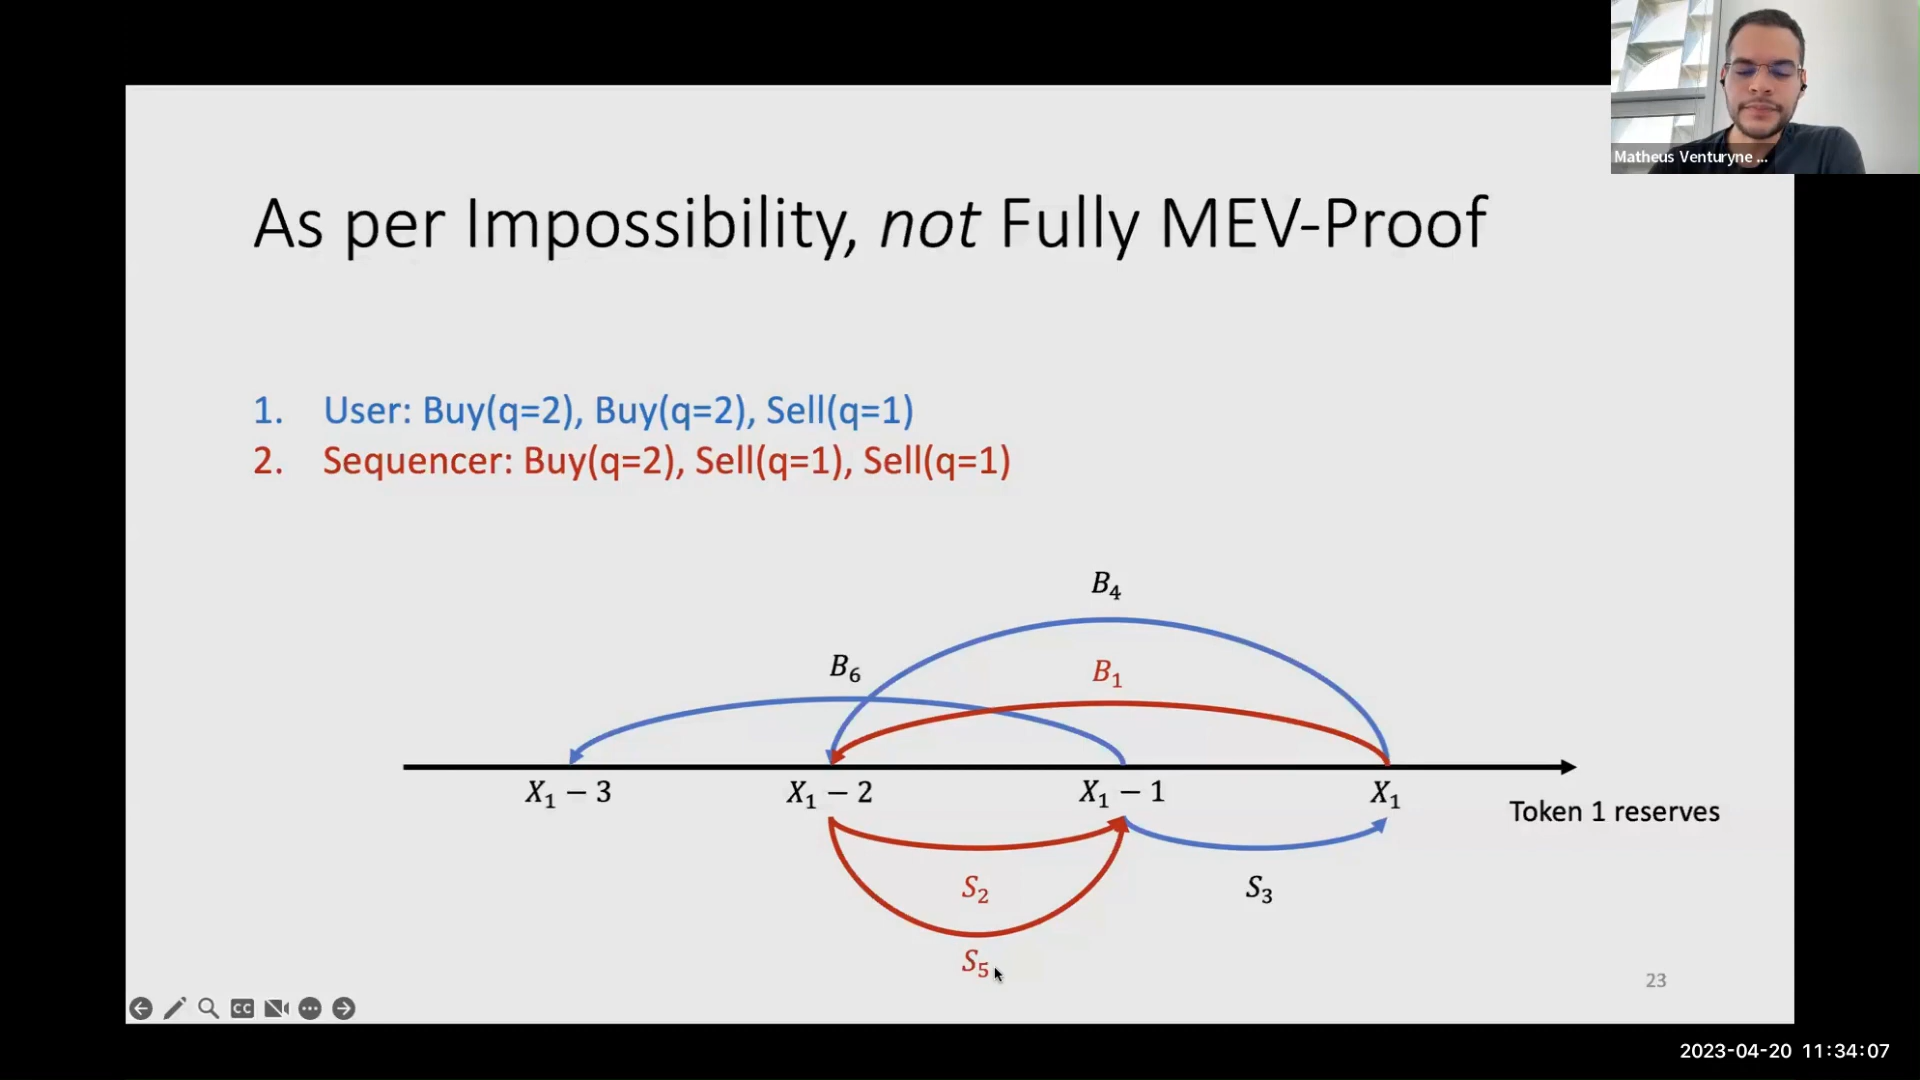 Matheus Venturyne ...
As per Impossibility, not Fully MEV-Proof
1. User: Buy(q=2), Buy(q=2), Sell(q=1)
2. Sequencer: Buy(q=2), Sell(q=1), Sell(q=1)
B₄
B₆
B₁
X₁ − 3
X₁ − 2
X₁ − 1
X₁
Token 1 reserves
S₂
S₃
S₅
23
CC
2023-04-20 11:34:07